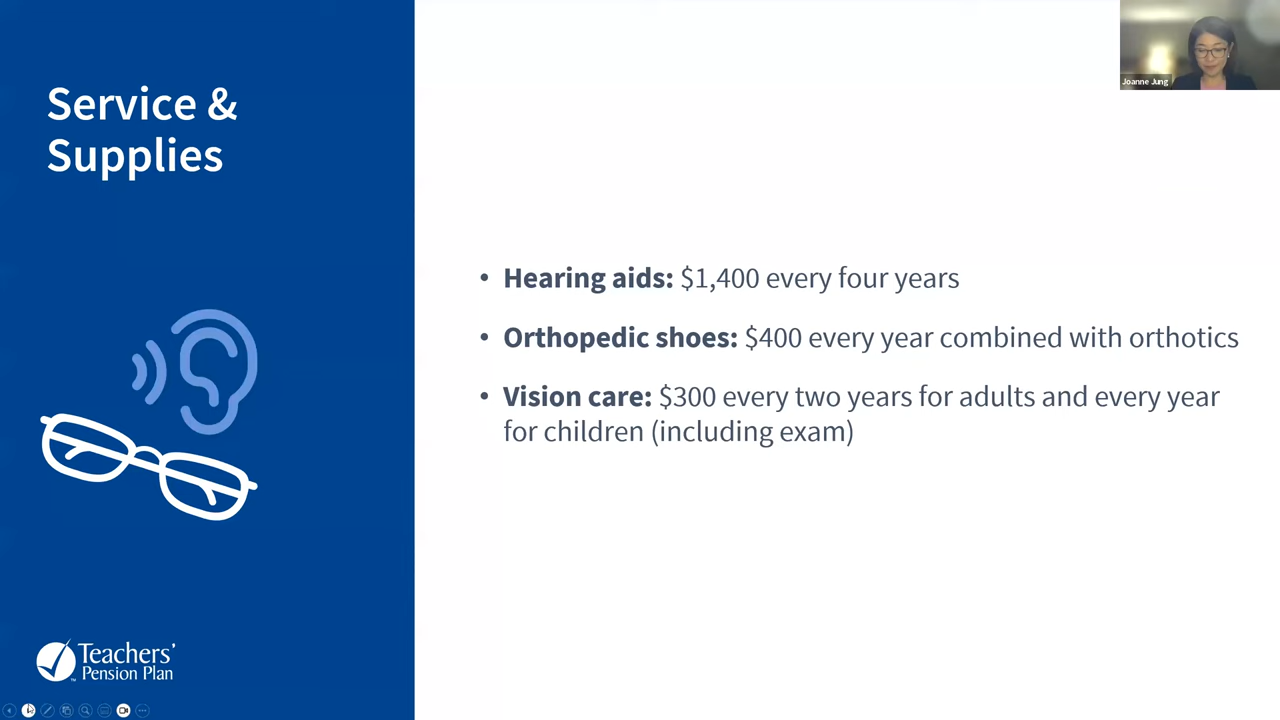 Service &
Supplies
Joanne Jung
• Hearing aids: $1,400 every four years
• Orthopedic shoes: $400 every year combined with orthotics
• Vision care: $300 every two years for adults and every year
for children (including exam)
Teachers'
Pension Plan
TM